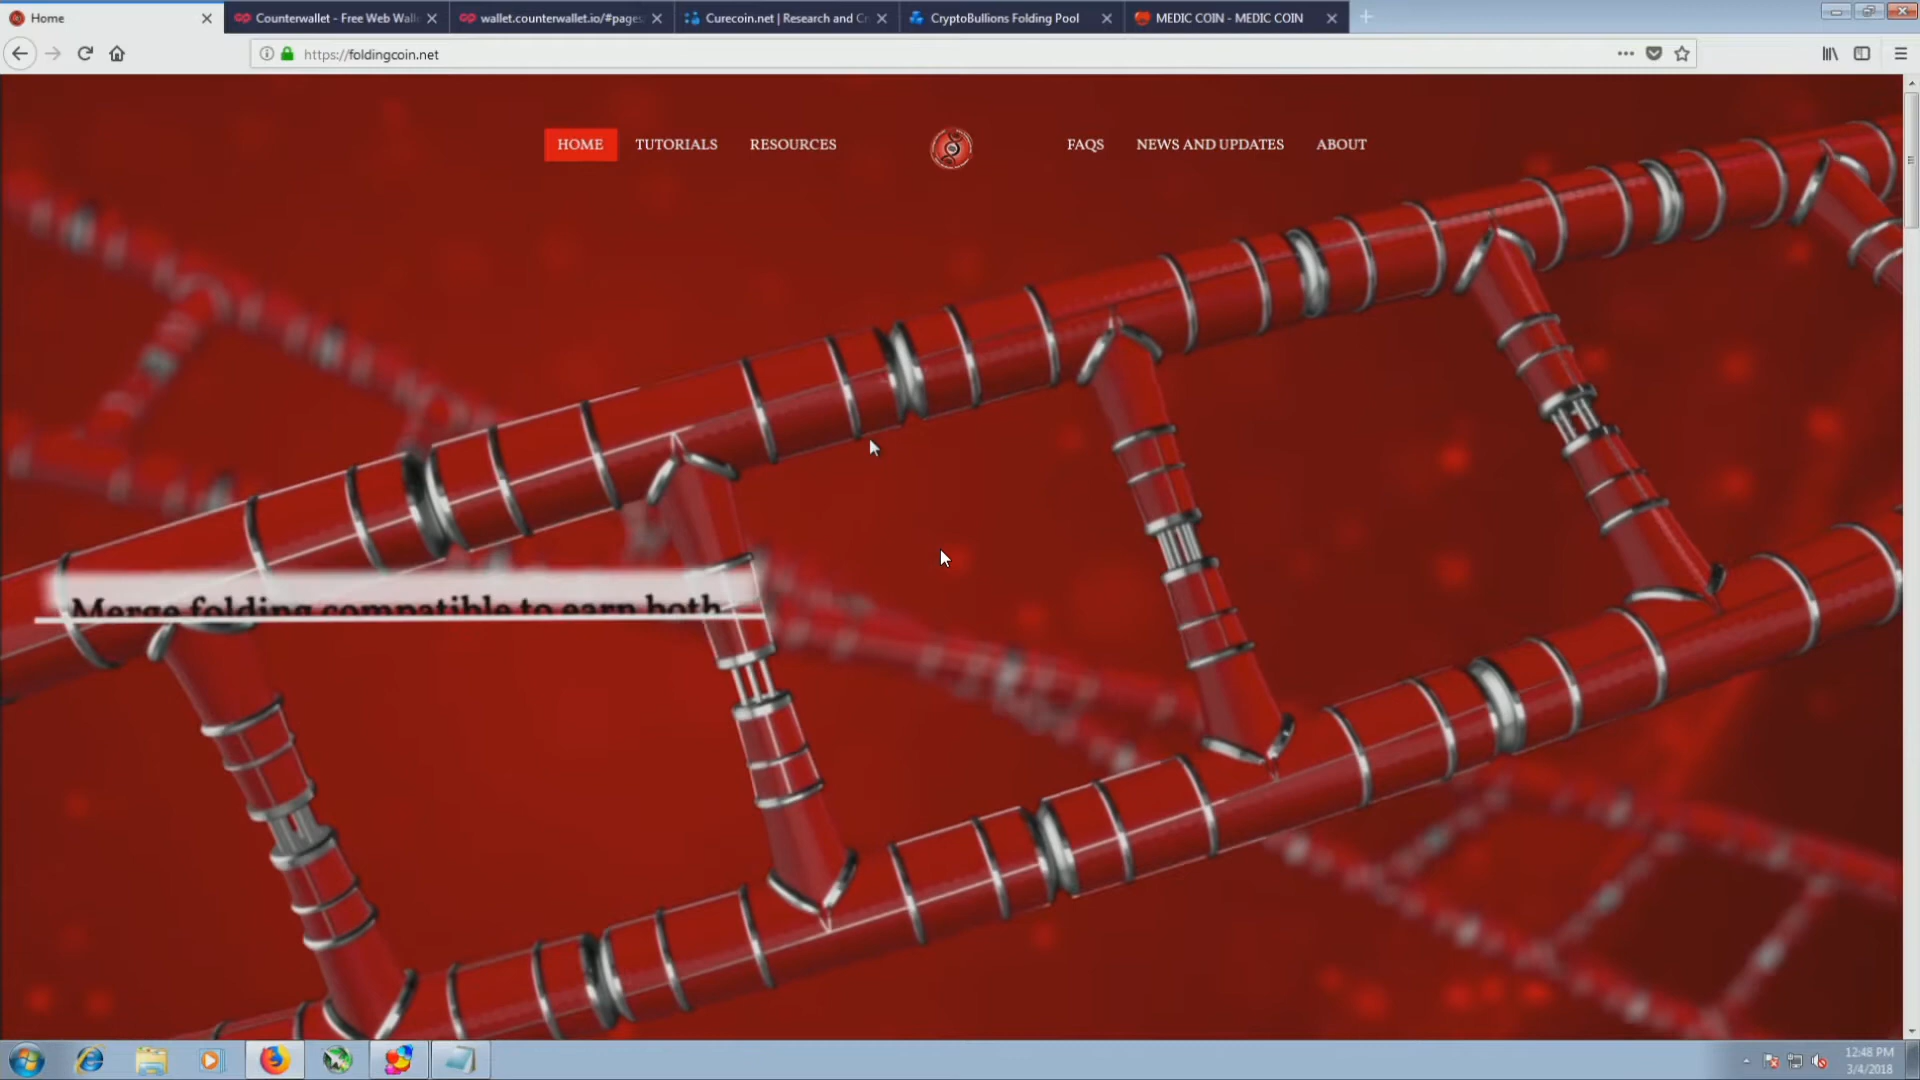 Home
Counterwallet - Free Web Wall
wallet.counterwallet.io/#pages
Curecoin.net | Research and Cr
CryptoBullions Folding Pool
MEDIC COIN - MEDIC COIN
https://foldingcoin.net
HOME
TUTORIALS
RESOURCES
FAQS
NEWS AND UPDATES
ABOUT
Merge folding compatible to earn both
12:48 PM
3/4/2018